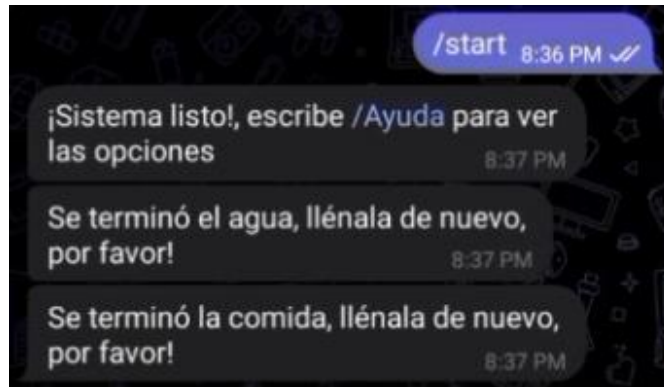 /start 8:36 PM
¡Sistema listo!, escribe /Ayuda para ver
las opciones
8:37 PM
Se terminó el agua, llénala de nuevo,
por favor!
8:37 PM
Se terminó la comida, llénala de nuevo,
por favor!
8:37 PM